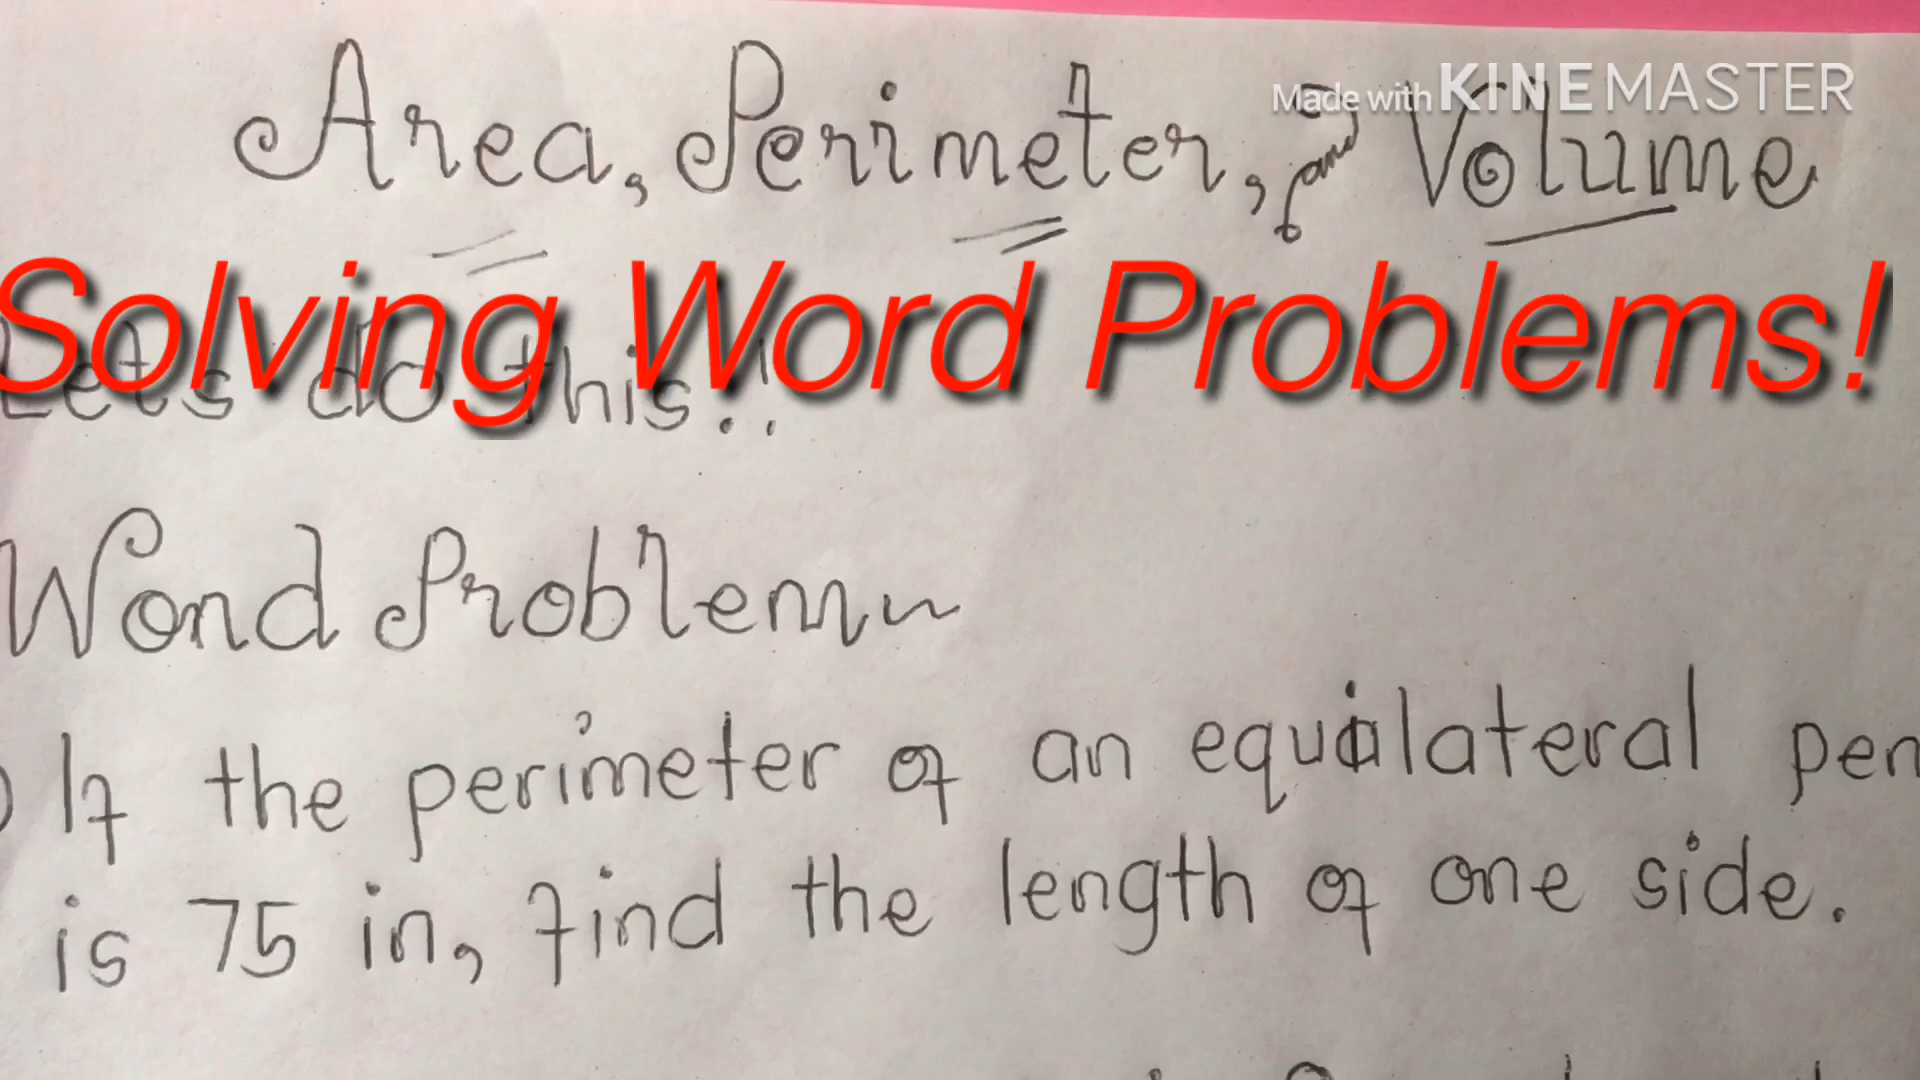 Made with KINEMASTER
Area, Perimeter, and Volume
Solving Word Problems!
Let's do this!!
Word Problem
If the perimeter of an equilateral pen
is 75 in, find the length of one side.